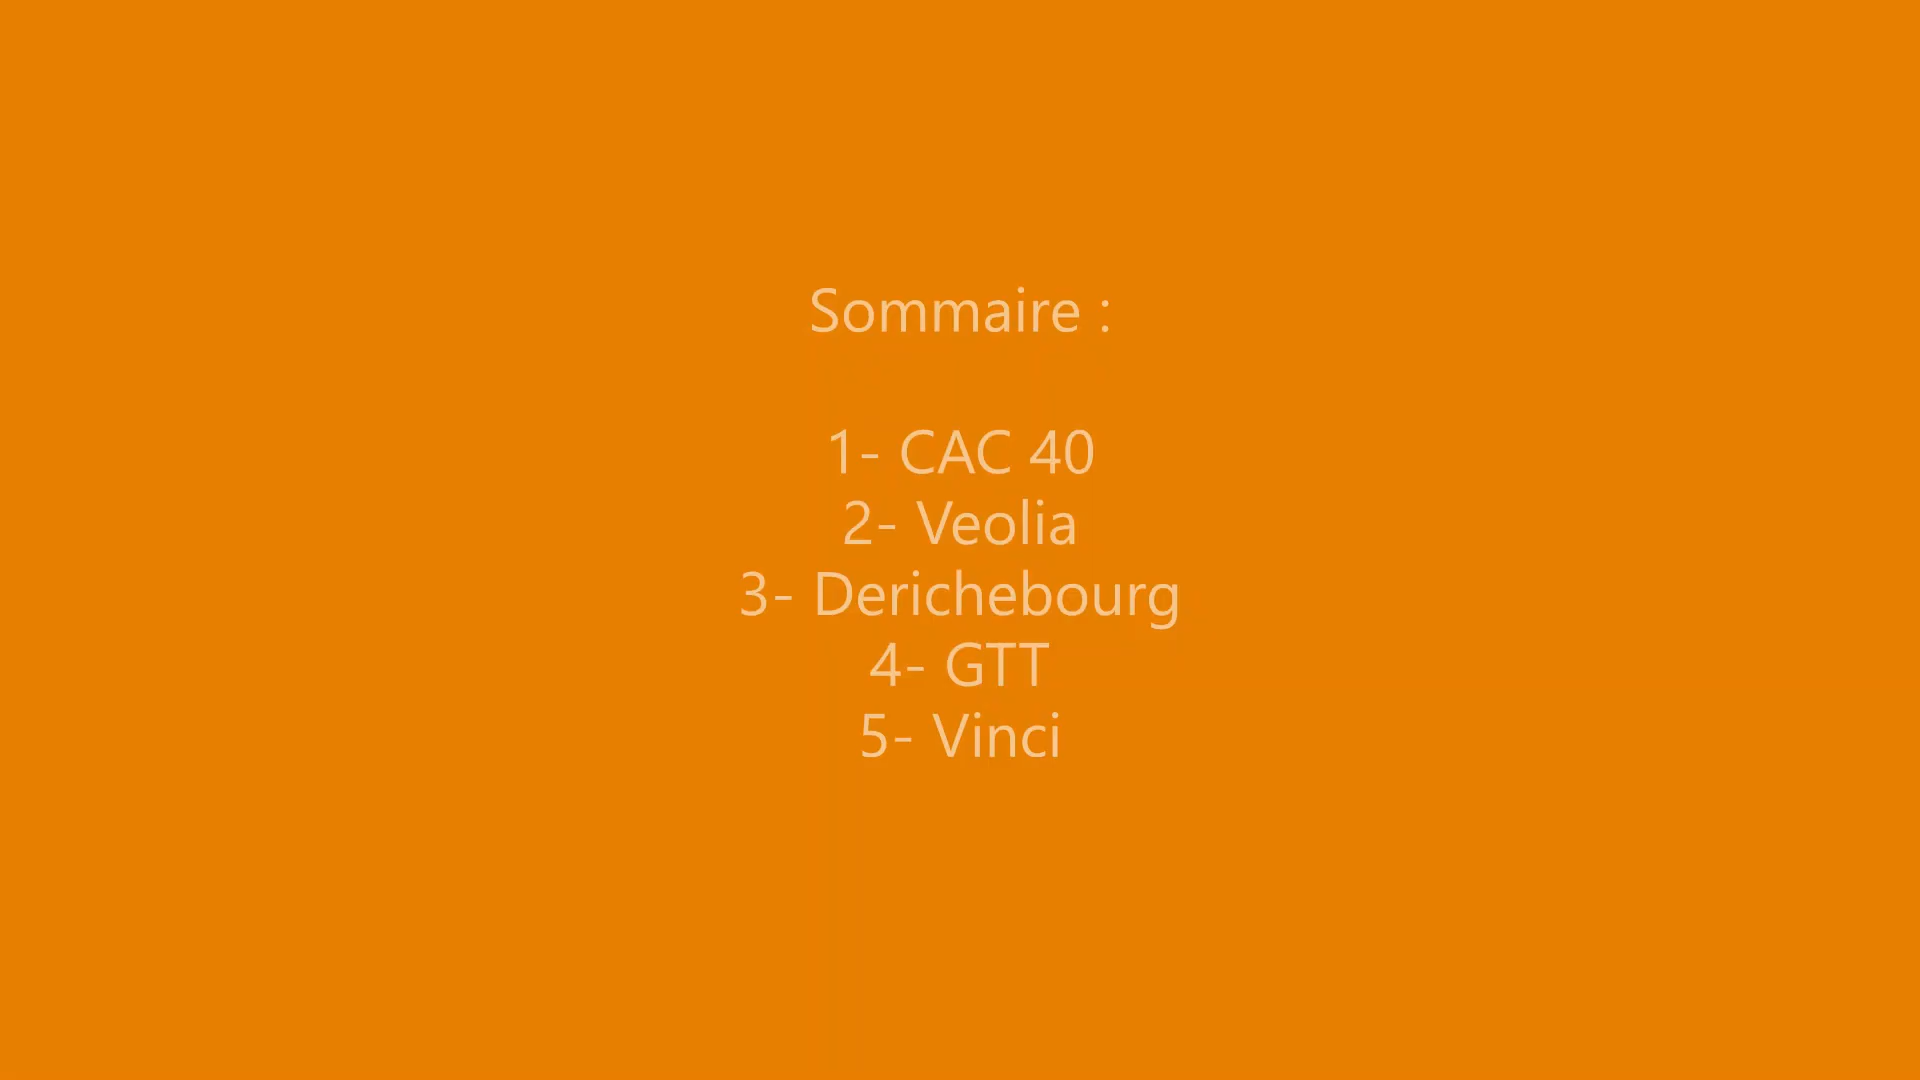 Sommaire :
1- CAC 40
2- Veolia
3- Derichebourg
4- GTT
5- Vinci